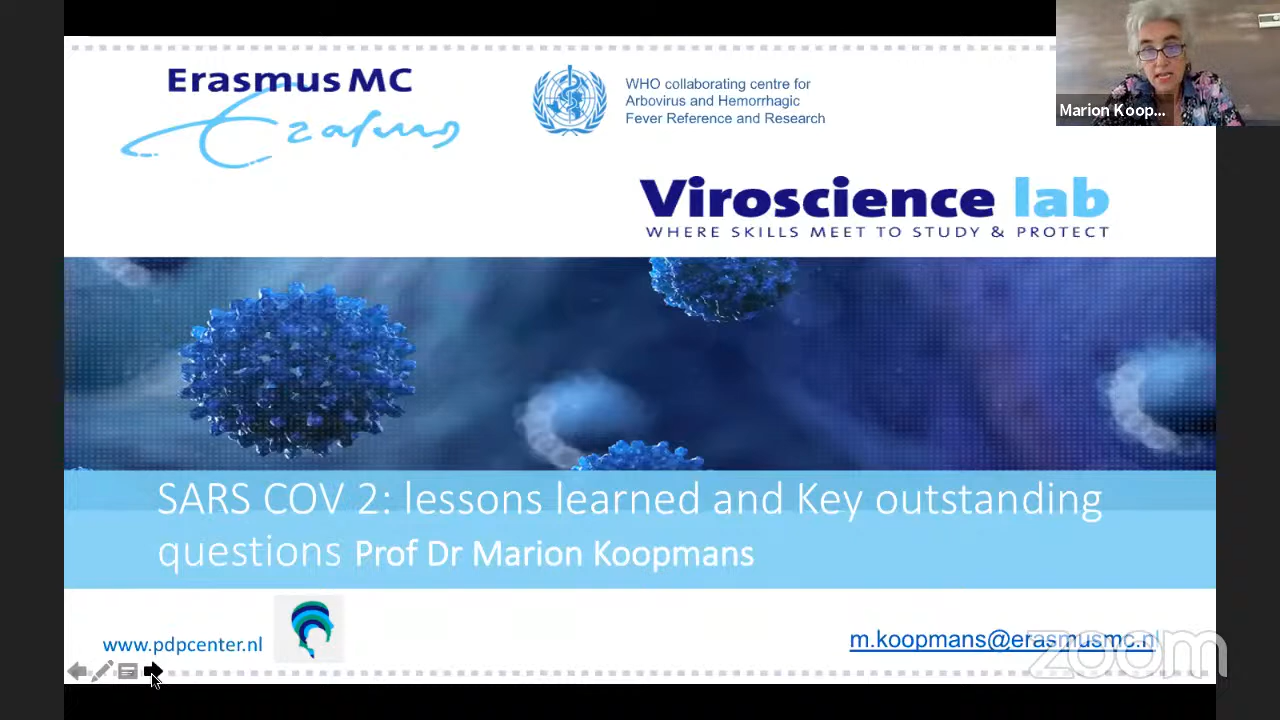 Erasmus MC
Erasmus
WHO collaborating centre for
Arbovirus and Hemorrhagic
Fever Reference and Research
Marion Koop...
Viroscience lab
WHERE SKILLS MEET TO STUDY & PROTECT
SARS COV 2: lessons learned and Key outstanding
questions Prof Dr Marion Koopmans
www.pdpcenter.nl
m.koopmans@erasmusmc.nl
zoom